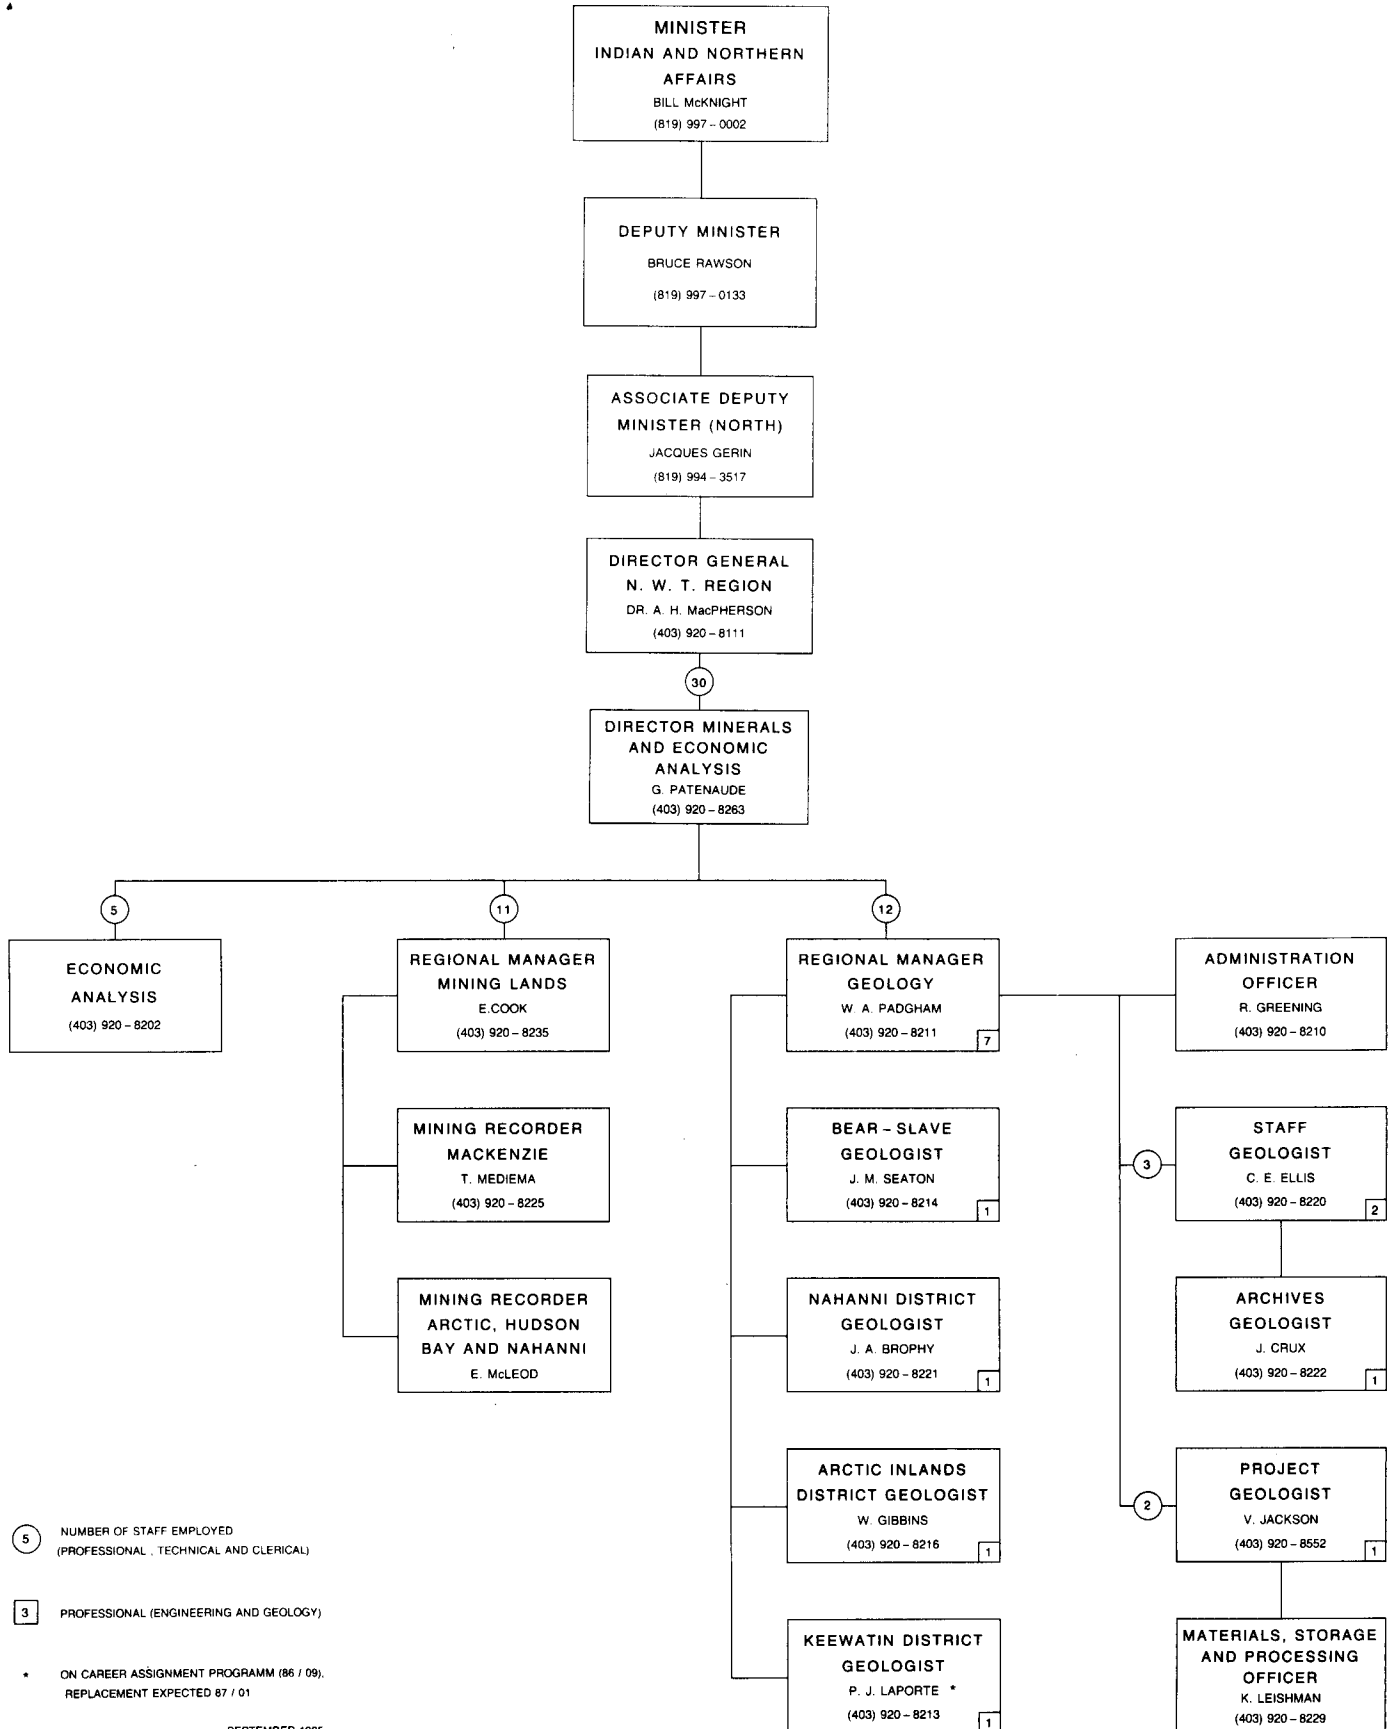 MINISTER
INDIAN AND NORTHERN
AFFAIRS
BILL McKNIGHT
(819) 997-0002
DEPUTY MINISTER
BRUCE RAWSON
(819) 997-0133
ASSOCIATE DEPUTY
MINISTER (NORTH)
JACQUES GERIN
(819) 994-3517
DIRECTOR GENERAL
N. W. T. REGION
DR. A. H. MacPHERSON
(403) 920-8111
30
DIRECTOR MINERALS
AND ECONOMIC
ANALYSIS
G. PATENAUDE
(403) 920-8263
5
ECONOMIC
ANALYSIS
(403) 920-8202
11
REGIONAL MANAGER
MINING LANDS
E.COOK
(403) 920-8235
MINING RECORDER
MACKENZIE
T. MEDIEMA
(403) 920-8225
MINING RECORDER
ARCTIC, HUDSON
BAY AND NAHANNI
E. McLEOD
12
REGIONAL MANAGER
GEOLOGY
W. A. PADGHAM
(403) 920-8211
7
BEAR-SLAVE
GEOLOGIST
J. M. SEATON
(403) 920-8214
1
NAHANNI DISTRICT
GEOLOGIST
J. A. BROPHY
(403) 920-8221
1
ARCTIC INLANDS
DISTRICT GEOLOGIST
W. GIBBINS
(403) 920-8216
1
KEEWATIN DISTRICT
GEOLOGIST
P. J. LAPORTE *
(403) 920-8213
1
ADMINISTRATION
OFFICER
R. GREENING
(403) 920-8210
3
STAFF
GEOLOGIST
C. E. ELLIS
(403) 920-8220
2
ARCHIVES
GEOLOGIST
J. CRUX
(403) 920-8222
1
2
PROJECT
GEOLOGIST
V. JACKSON
(403) 920-8552
1
MATERIALS, STORAGE
AND PROCESSING
OFFICER
K. LEISHMAN
(403) 920-8229
5 NUMBER OF STAFF EMPLOYED
(PROFESSIONAL , TECHNICAL AND CLERICAL)
3 PROFESSIONAL (ENGINEERING AND GEOLOGY)
* ON CAREER ASSIGNMENT PROGRAMM (86 / 09),
REPLACEMENT EXPECTED 87 / 01